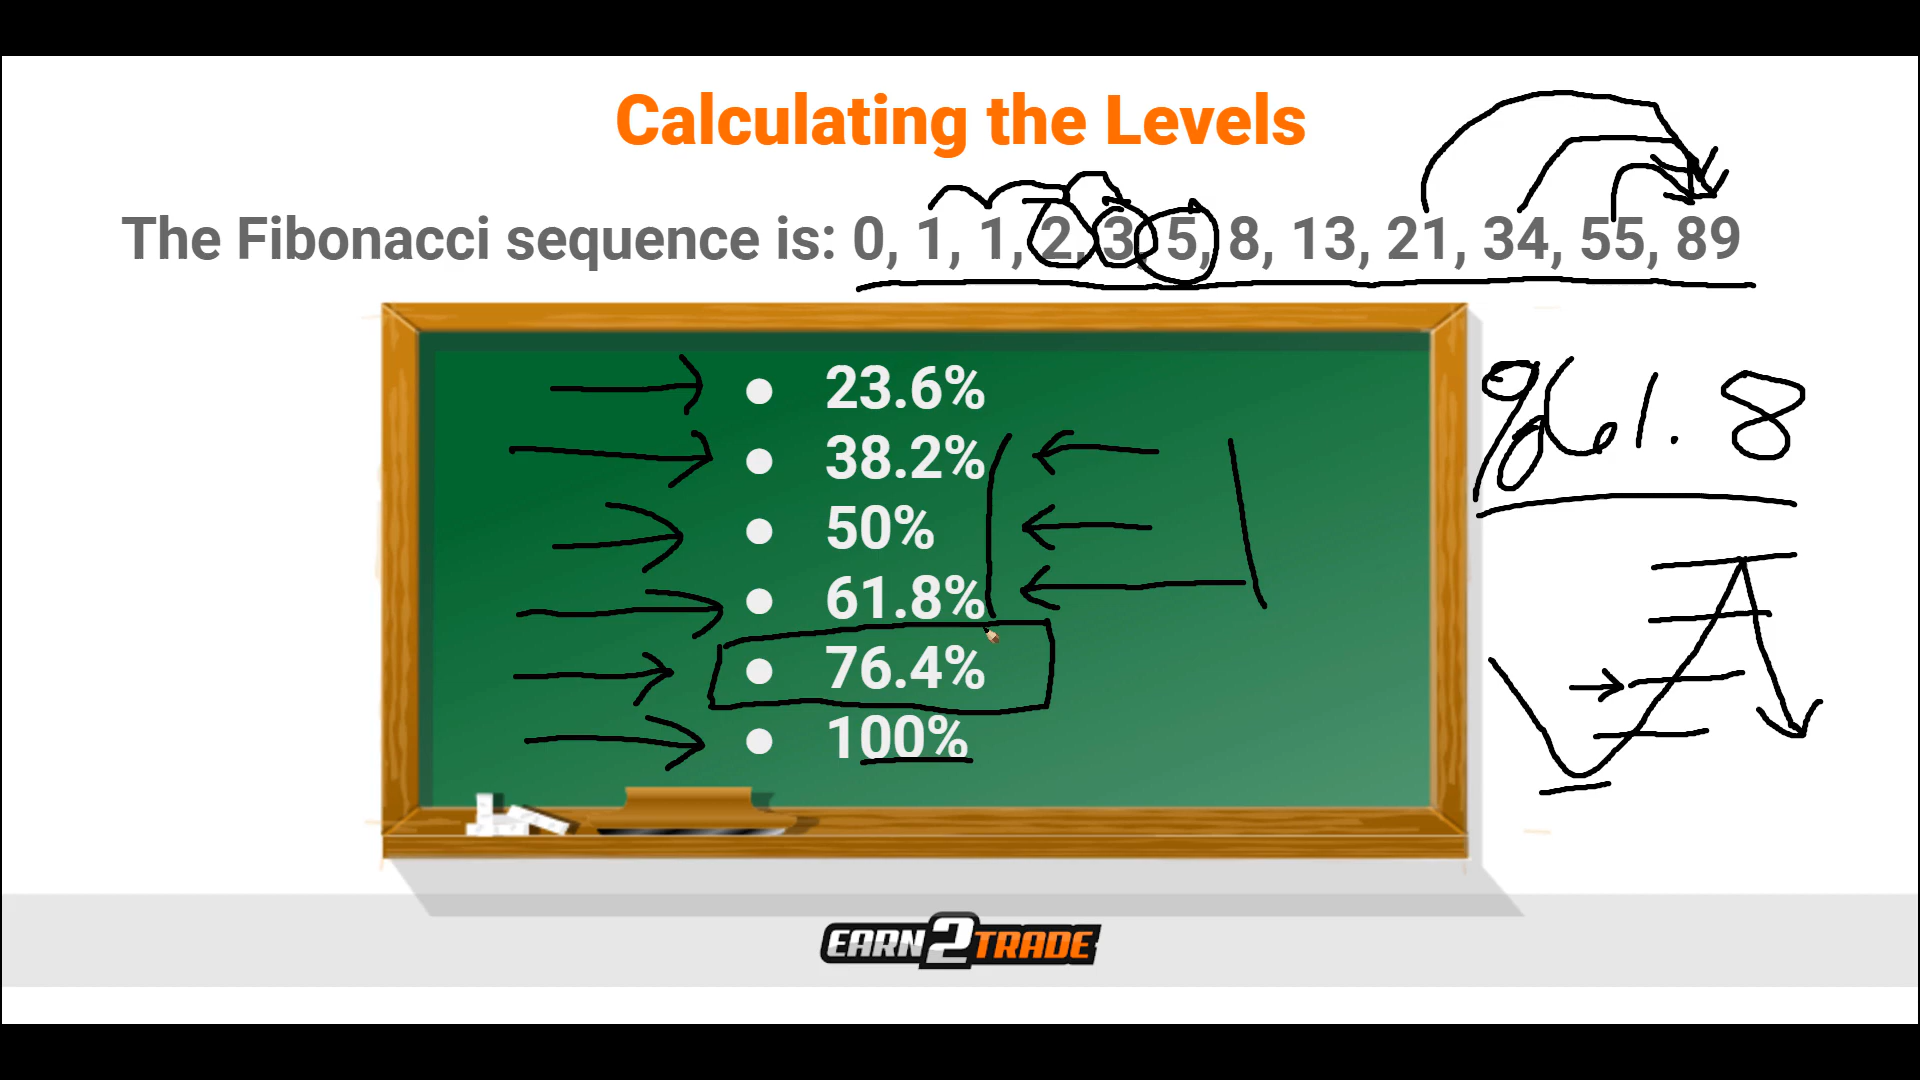 Calculating the Levels
The Fibonacci sequence is: 0, 1, 1, 2, 3, 5, 8, 13, 21, 34, 55, 89
• 23.6%
• 38.2%
• 50%
• 61.8%
• 76.4%
• 100%
%61.8
EARN2TRADE